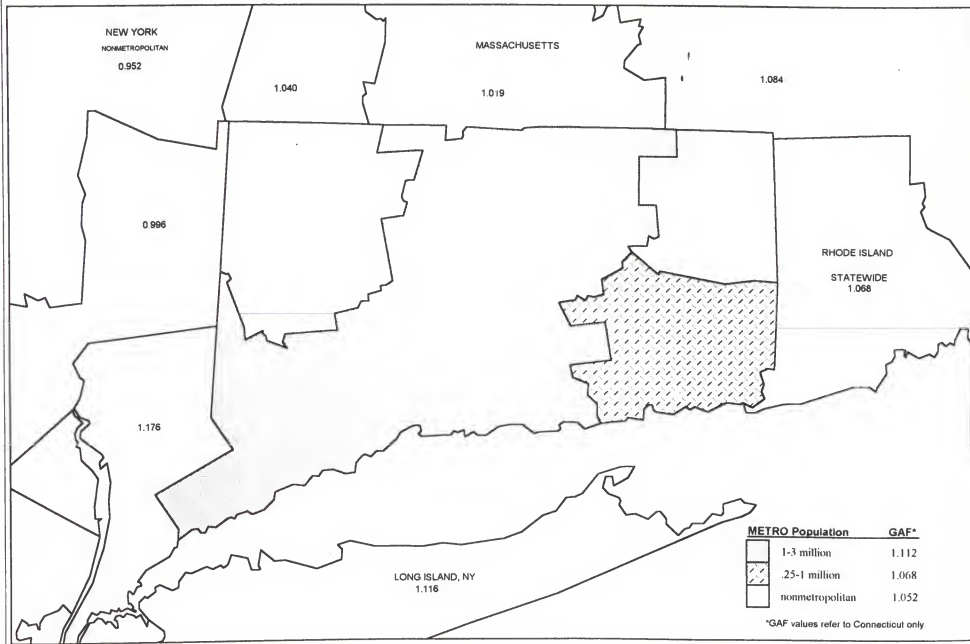 NEW YORK
NONMETROPOLITAN
0.952
MASSACHUSETTS
1.040
1.019
1.084
0.996
RHODE ISLAND
STATEWIDE
1.068
1.176
LONG ISLAND, NY
1.116
METRO Population GAF*
1-3 million 1.112
.25-1 million 1.068
nonmetropolitan 1.052
*GAF values refer to Connecticut only